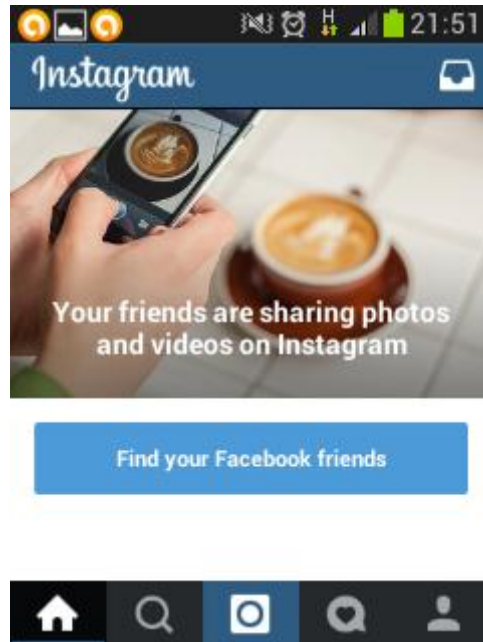 H
21:51
Instagram
Your friends are sharing photos
and videos on Instagram
Find your Facebook friends